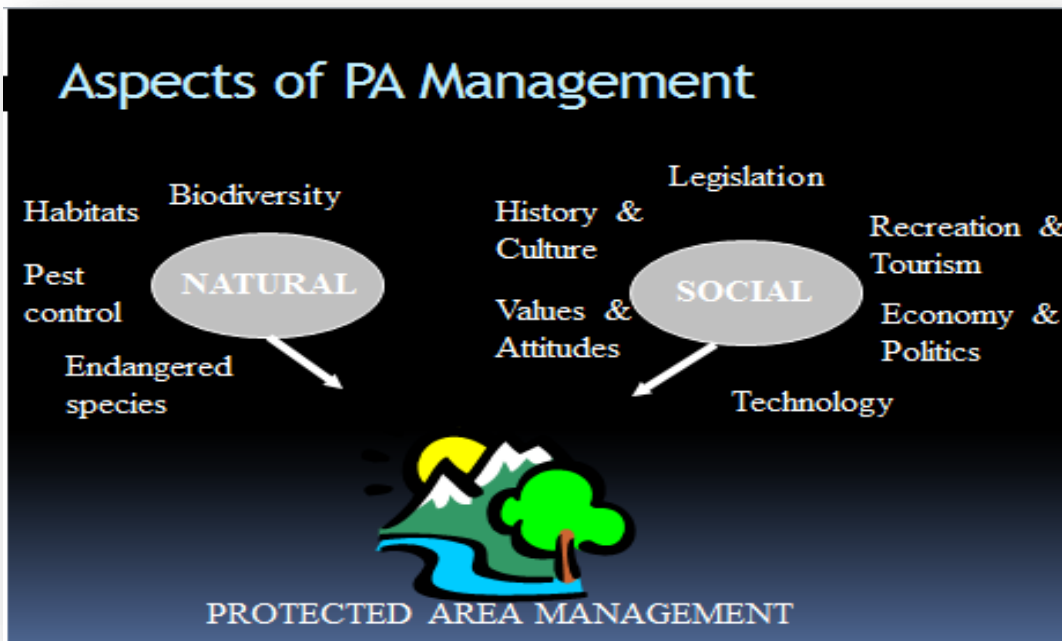 Aspects of PA Management
Habitats
Biodiversity
NATURAL
Pest
control
Endangered
species
Legislation
History &
Culture
Recreation &
Tourism
SOCIAL
Values &
Attitudes
Economy &
Politics
Technology
PROTECTED AREA MANAGEMENT